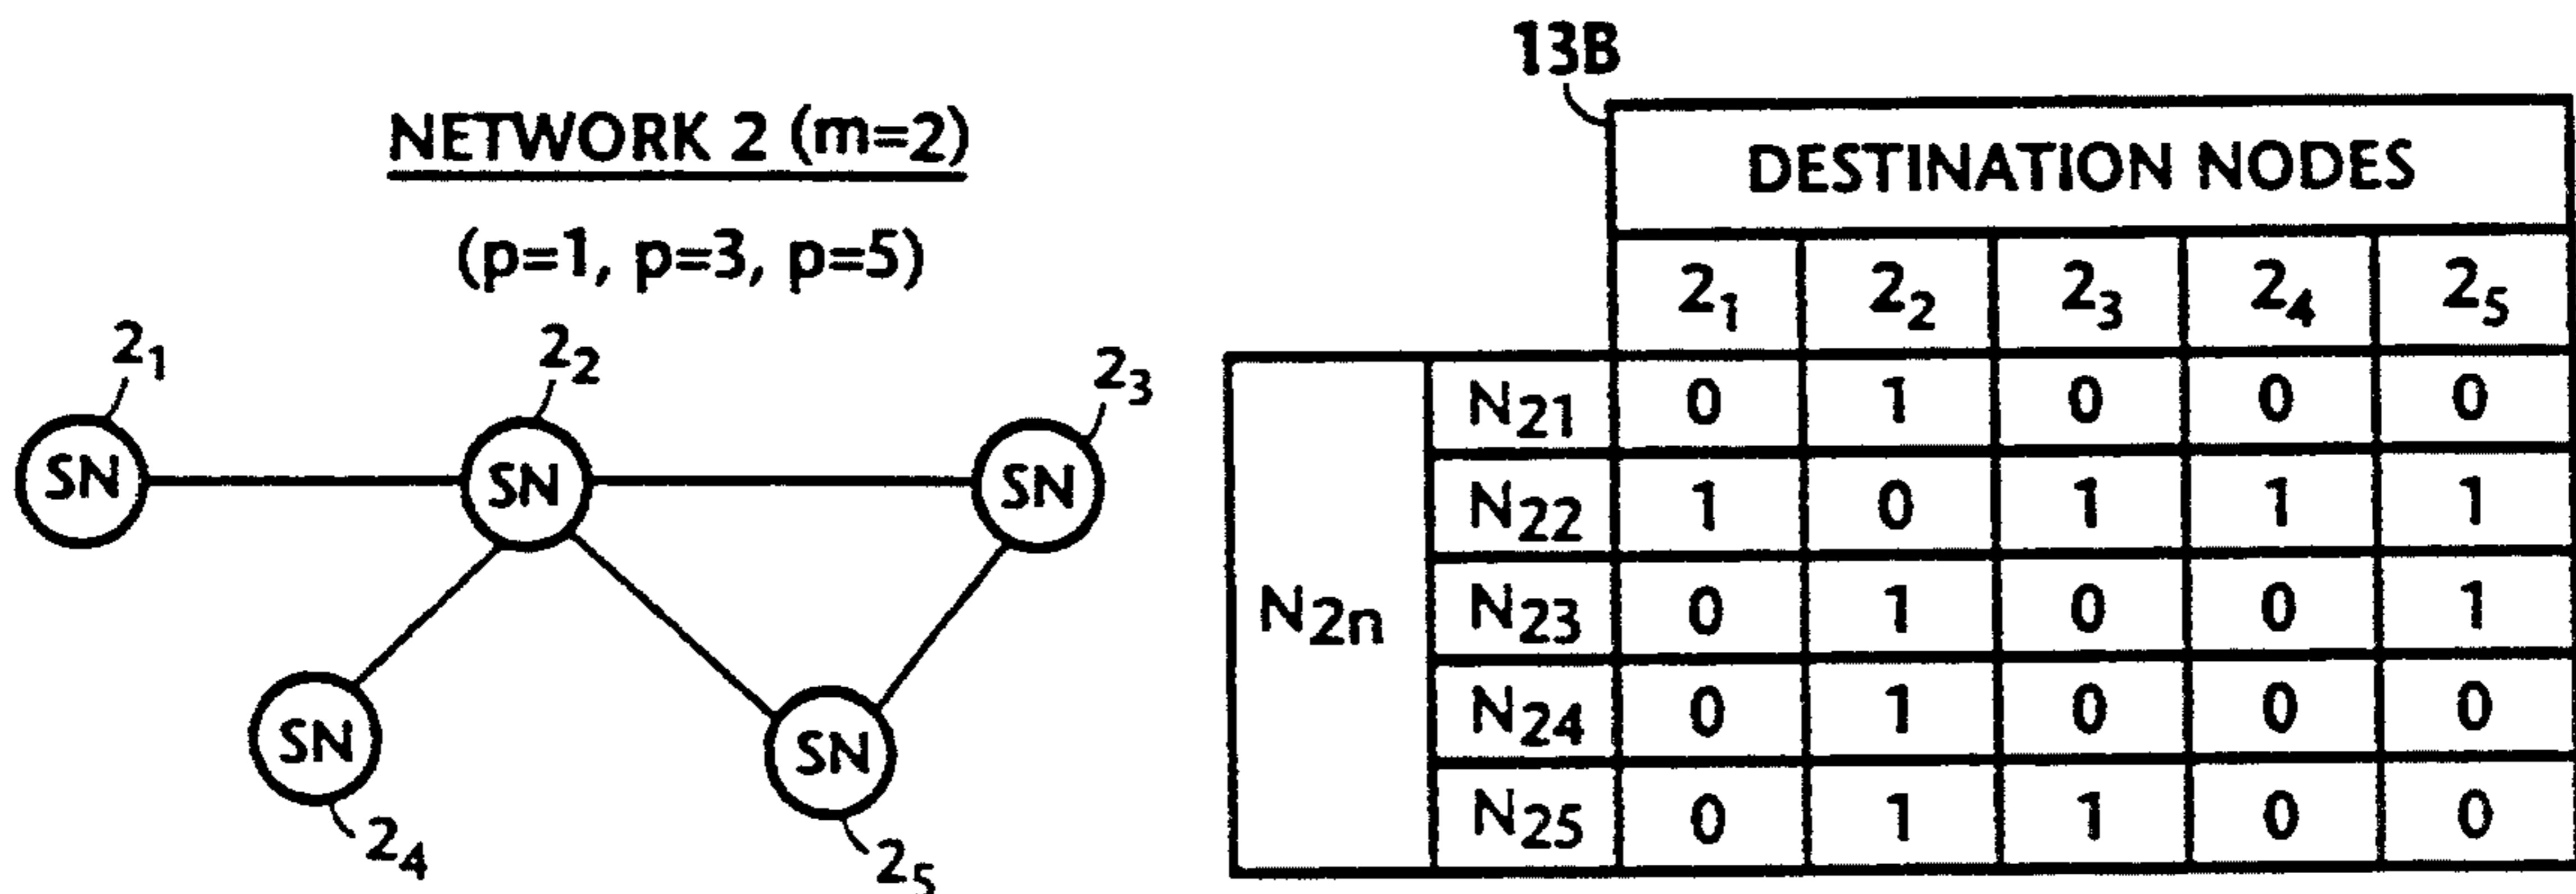 NETWORK 2 (m=2)
(p=1, p=3, p=5)
2₁ 2₂ 2₃
SN SN SN
SN SN
2₄ 2₅
13B
DESTINATION NODES
2₁ 2₂ 2₃ 2₄ 2₅
N₂₁ 0 1 0 0 0
N₂₂ 1 0 1 1 1
N₂ₙ N₂₃ 0 1 0 0 1
N₂₄ 0 1 0 0 0
N₂₅ 0 1 1 0 0